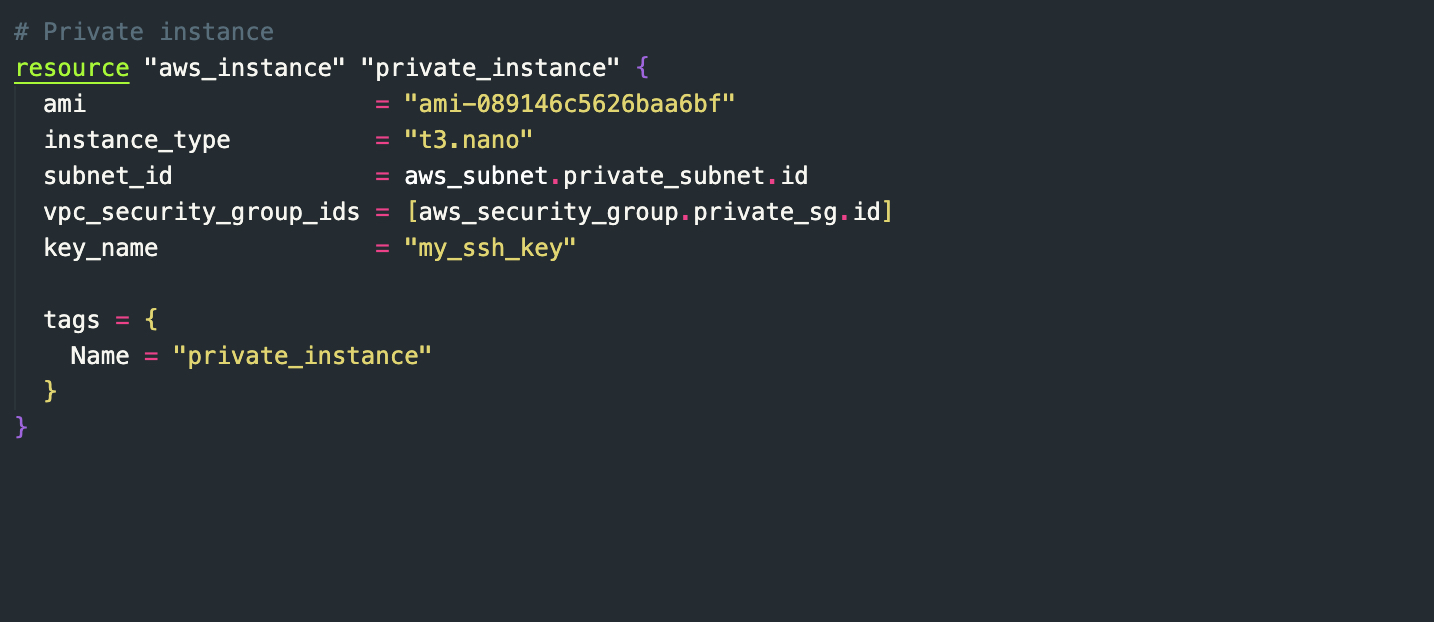 # Private instance
resource "aws_instance" "private_instance" {
  ami                    = "ami-089146c5626baa6bf"
  instance_type          = "t3.nano"
  subnet_id              = aws_subnet.private_subnet.id
  vpc_security_group_ids = [aws_security_group.private_sg.id]
  key_name               = "my_ssh_key"

  tags = {
    Name = "private_instance"
  }
}